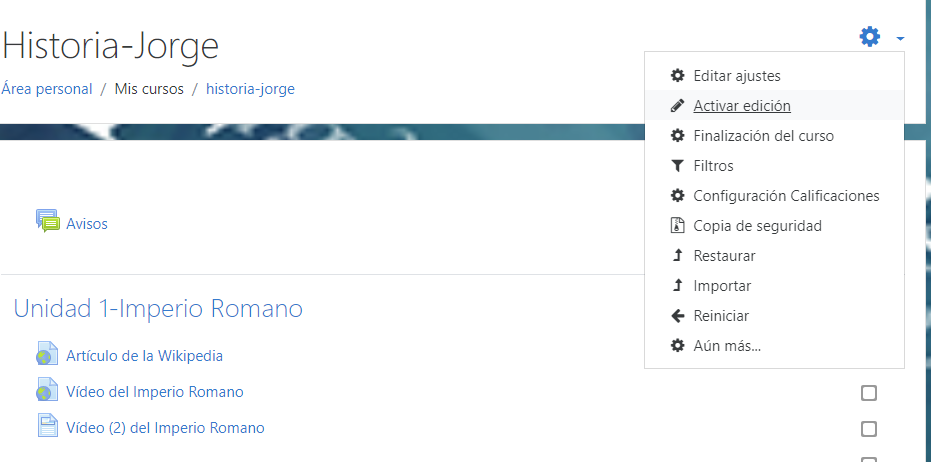 Historia-Jorge
Área personal / Mis cursos / historia-jorge
Editar ajustes
Activar edición
Finalización del curso
Filtros
Configuración Calificaciones
Copia de seguridad
Restaurar
Importar
Reiniciar
Aún más...
Avisos
Unidad 1-Imperio Romano
Artículo de la Wikipedia
Vídeo del Imperio Romano
Vídeo (2) del Imperio Romano